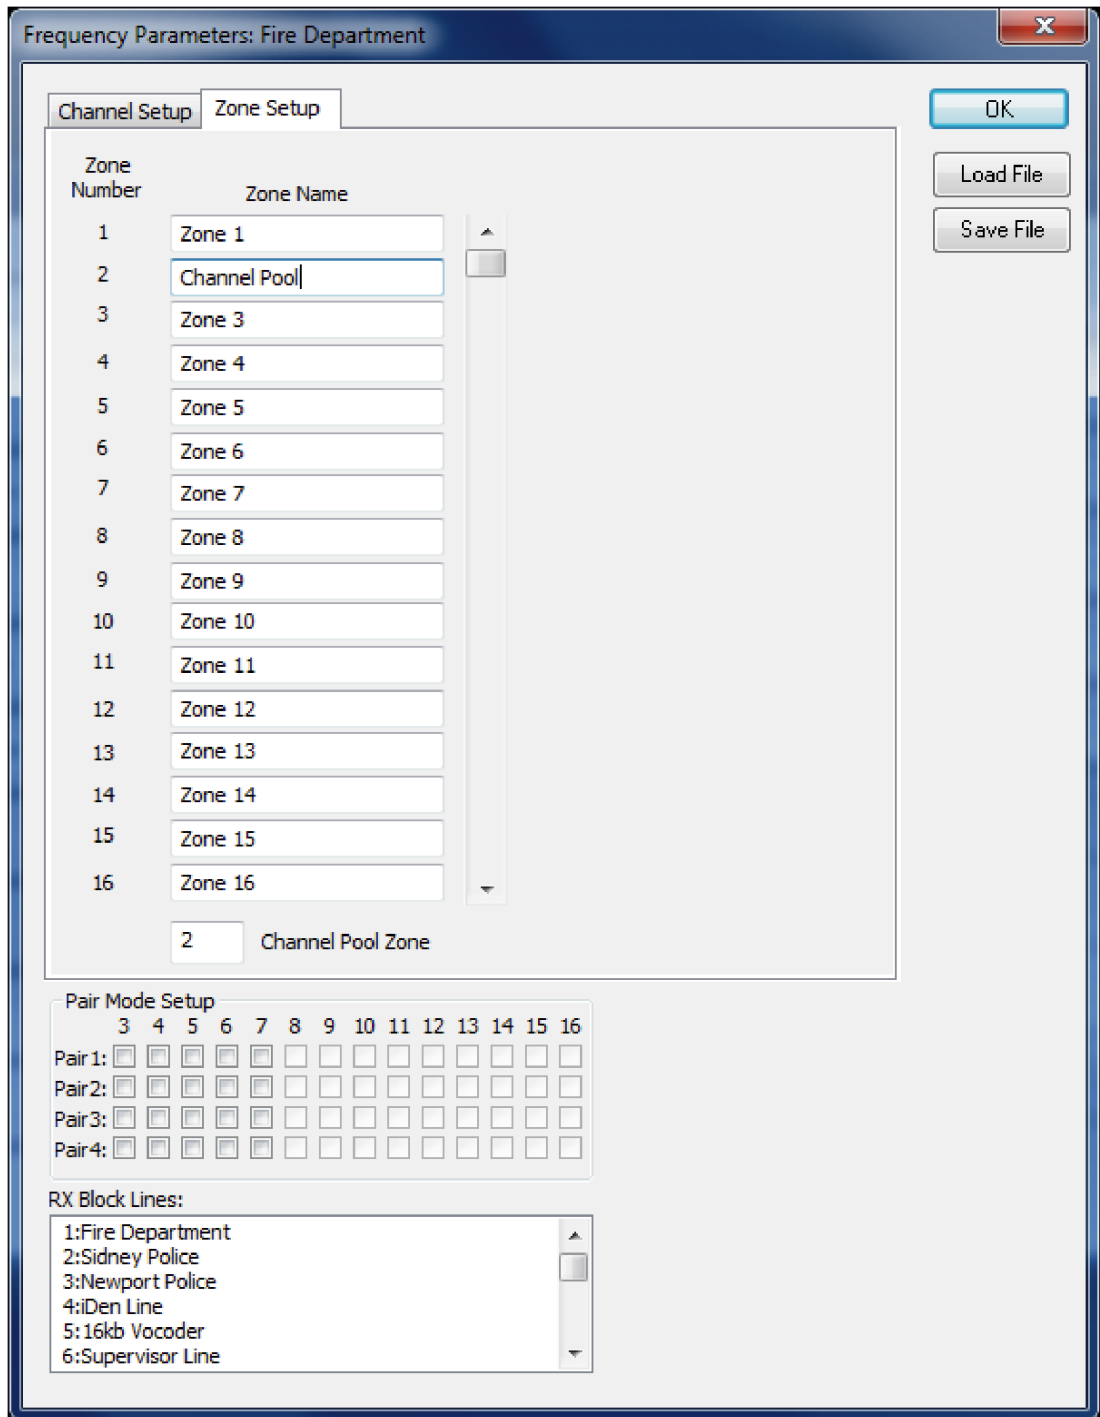 Frequency Parameters: Fire Department
X
Channel Setup
Zone Setup
OK
Load File
Save File
Zone Number
Zone Name
1 Zone 1
2 Channel Pool
3 Zone 3
4 Zone 4
5 Zone 5
6 Zone 6
7 Zone 7
8 Zone 8
9 Zone 9
10 Zone 10
11 Zone 11
12 Zone 12
13 Zone 13
14 Zone 14
15 Zone 15
16 Zone 16
2 Channel Pool Zone
Pair Mode Setup
3 4 5 6 7 8 9 10 11 12 13 14 15 16
Pair1:
Pair2:
Pair3:
Pair4:
RX Block Lines:
1:Fire Department
2:Sidney Police
3:Newport Police
4:iDen Line
5:16kb Vocoder
6:Supervisor Line